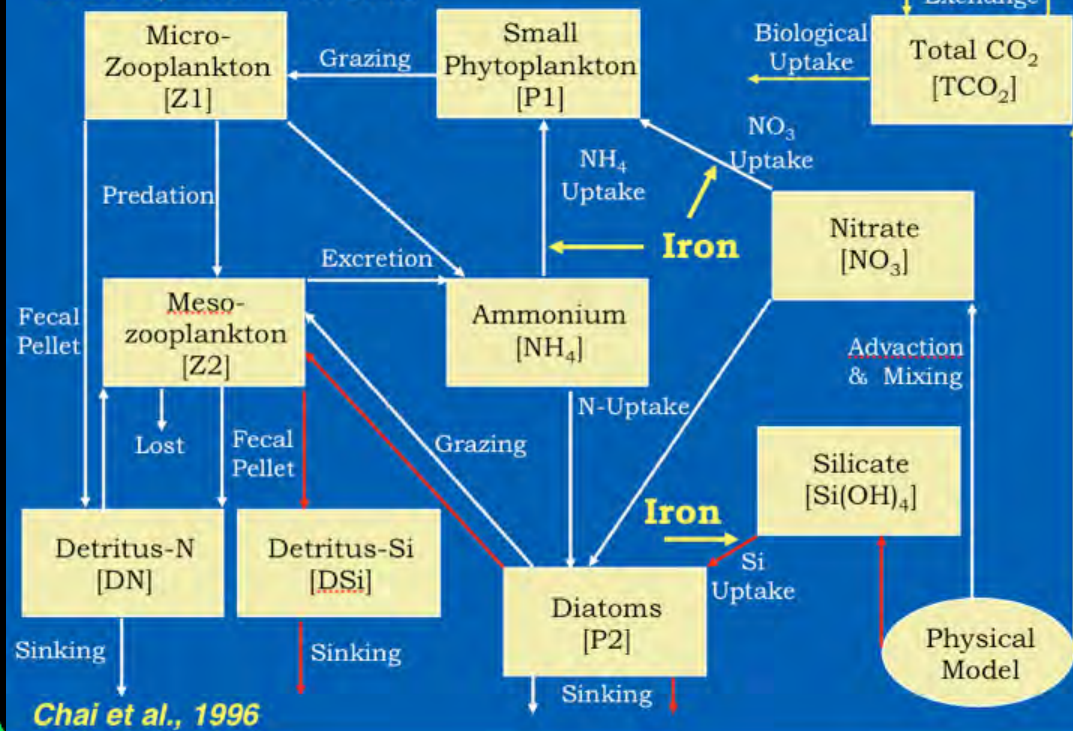 Exchange
Micro-
Zooplankton
[Z1]
Grazing
Small
Phytoplankton
[P1]
Biological
Uptake
Total CO₂
[TCO₂]
NO₃
Uptake
NH₄
Uptake
Predation
Iron
Nitrate
[NO₃]
Excretion
Fecal
Pellet
Meso-
zooplankton
[Z2]
Ammonium
[NH₄]
Advaction
& Mixing
N-Uptake
Lost
Fecal
Pellet
Grazing
Silicate
[Si(OH)₄]
Iron
Si
Uptake
Detritus-N
[DN]
Detritus-Si
[DSi]
Diatoms
[P2]
Physical
Model
Sinking
Sinking
Sinking
Chai et al., 1996